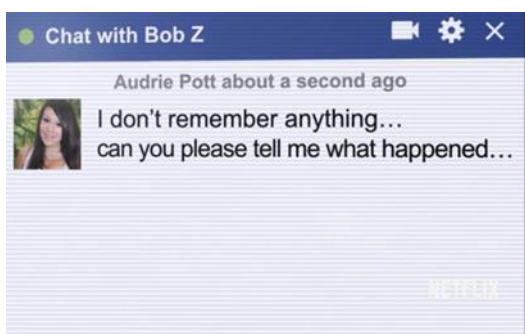 Chat with Bob Z
Audrie Pott about a second ago
I don't remember anything...
can you please tell me what happened...
NETFLIX